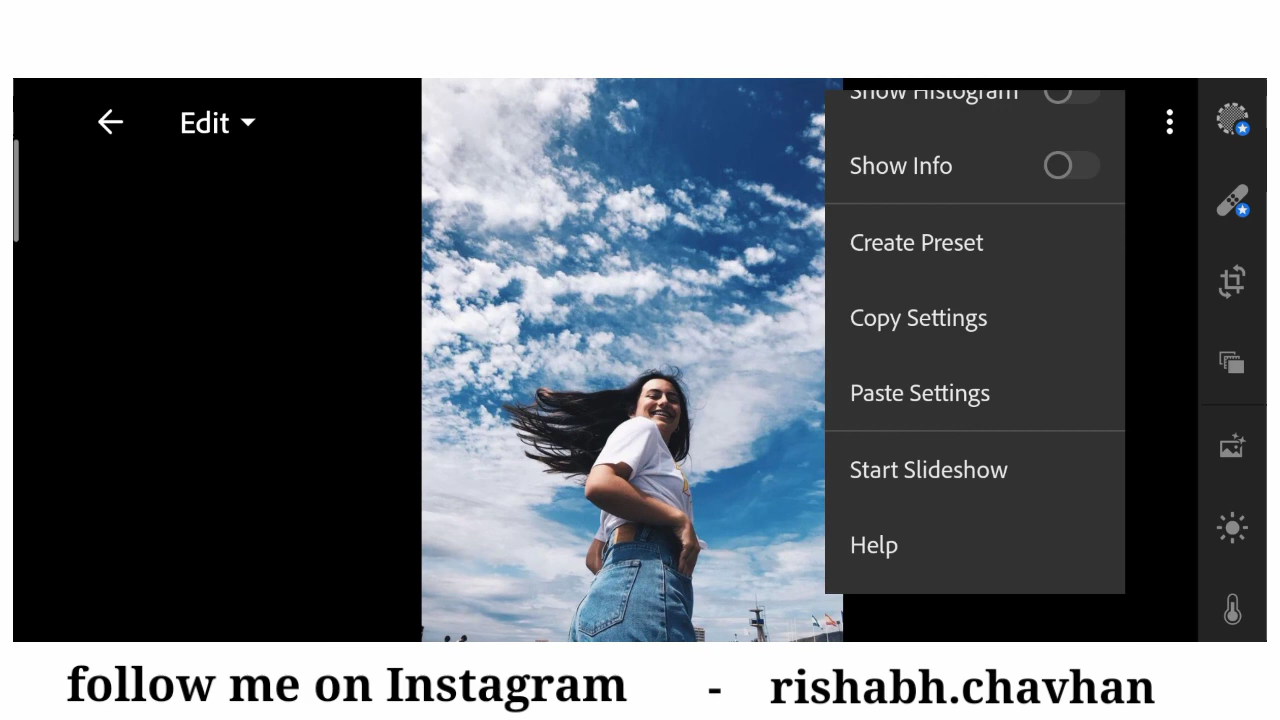 Edit
Show Histogram
Show Info
Create Preset
Copy Settings
Paste Settings
Start Slideshow
Help
follow me on Instagram - rishabh.chavhan